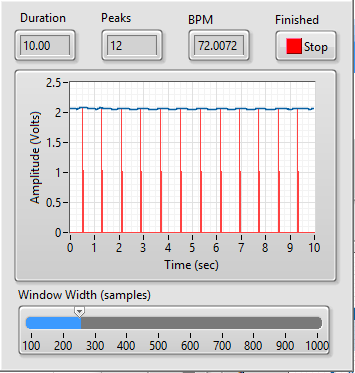 Duration Peaks BPM Finished
10.00 12 72.0072 Stop
2.5
2
1.5
1
0.5
0
Amplitude (Volts)
0 1 2 3 4 5 6 7 8 9 10
Time (sec)
Window Width (samples)
100 200 300 400 500 600 700 800 900 1000